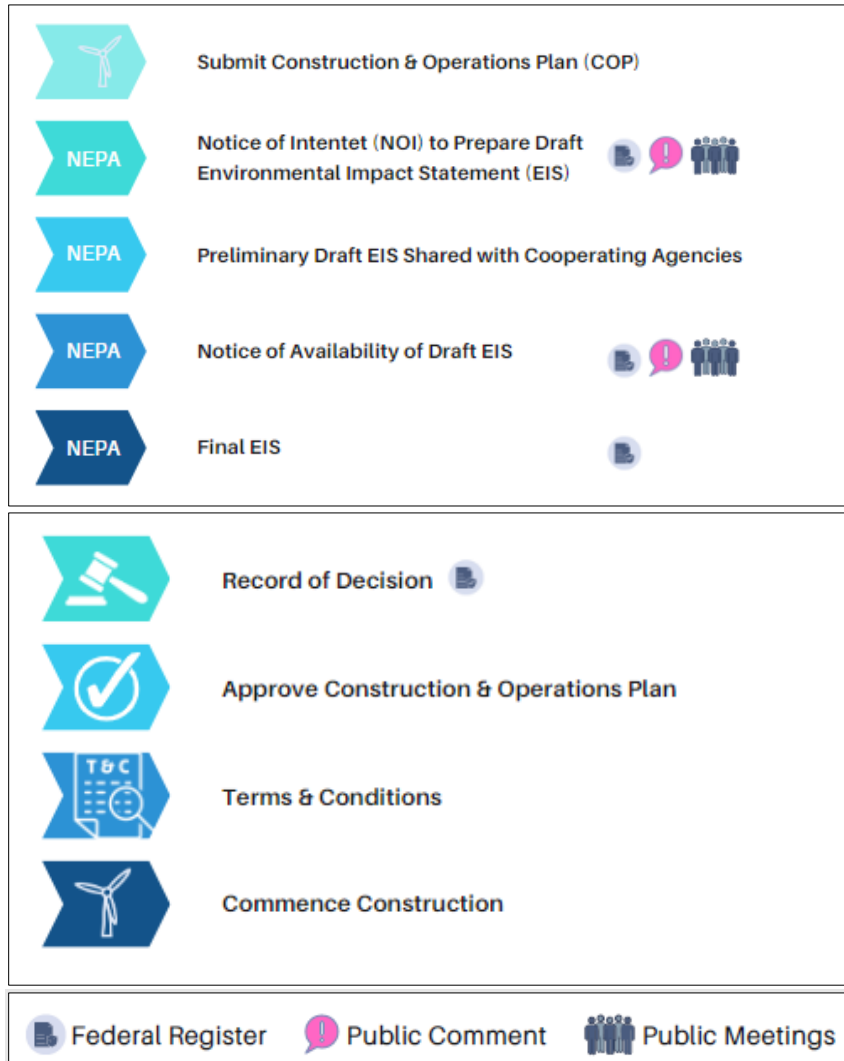 Submit Construction & Operations Plan (COP)
NEPA
Notice of Intentet (NOI) to Prepare Draft
Environmental Impact Statement (EIS)
NEPA
Preliminary Draft EIS Shared with Cooperating Agencies
NEPA
Notice of Availability of Draft EIS
NEPA
Final EIS
Record of Decision
Approve Construction & Operations Plan
T & C
Terms & Conditions
Commence Construction
Federal Register
Public Comment
Public Meetings